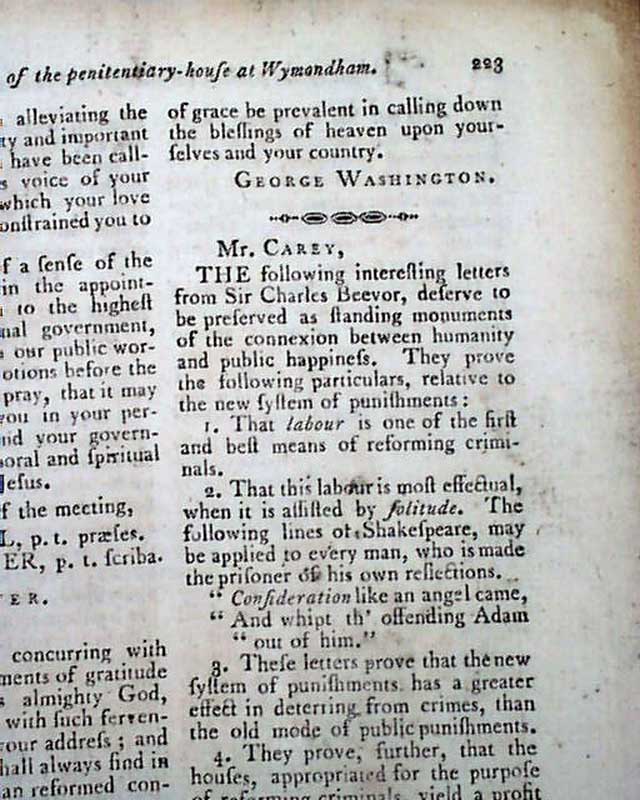 of the penitentiary-houſe at Wymondham. 223
alleviating the
ty and important
have been call-
s voice of your
which your love
onſtrained you to
f a ſenſe of the
in the appoint-
to the higheſt
nal government,
our public wor-
otions before the
pray, that it may
you in your per-
nd your govern-
oral and ſpiritual
Jeſus.
f the meeting,
L, p. t. præſes.
ER, p. t. ſcriba.
TER.
concurring with
ments of gratitude
s almighty God,
with ſuch ferven-
your addreſs; and
hall always find in
an reformed con-
of grace be prevalent in calling down
the bleſſings of heaven upon your-
ſelves and your country.
GEORGE WASHINGTON.
Mr. CAREY,
THE following intereſting letters
from Sir Charles Beevor, deſerve to
be preſerved as ſtanding monuments
of the connexion between humanity
and public happineſs. They prove
the following particulars, relative to
the new ſyſtem of puniſhments:
1. That labour is one of the firſt
and beſt means of reforming crimi-
nals.
2. That this labour is moſt effectual,
when it is aſſiſted by ſolitude. The
following lines of Shakeſpeare, may
be applied to every man, who is made
the priſoner of his own reflections.
“ Conſideration like an angel came,
“ And whipt th' offending Adam
“ out of him.”
3. Theſe letters prove that the new
ſyſtem of puniſhments has a greater
effect in deterring from crimes, than
the old mode of public puniſhments.
4. They prove, further, that the
houſes, appropriated for the purpoſe
of reforming criminals, yield a profit